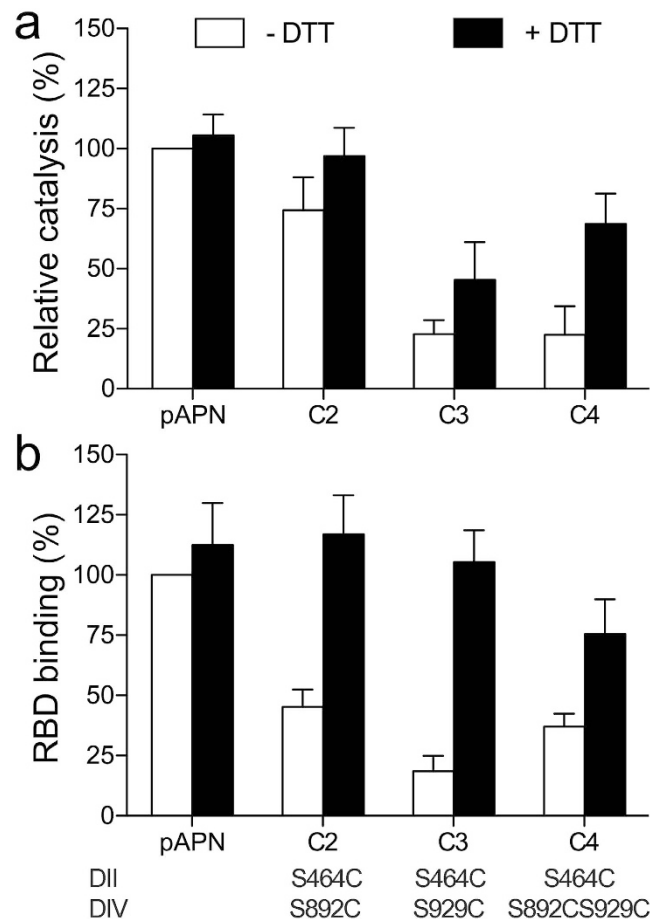 a
- DTT
+ DTT
Relative catalysis (%)
150
125
100
75
50
25
0
pAPN C2 C3 C4
b
RBD binding (%)
150
125
100
75
50
25
0
pAPN C2 C3 C4
DII S464C S464C S464C
DIV S892C S929C S892CS929C